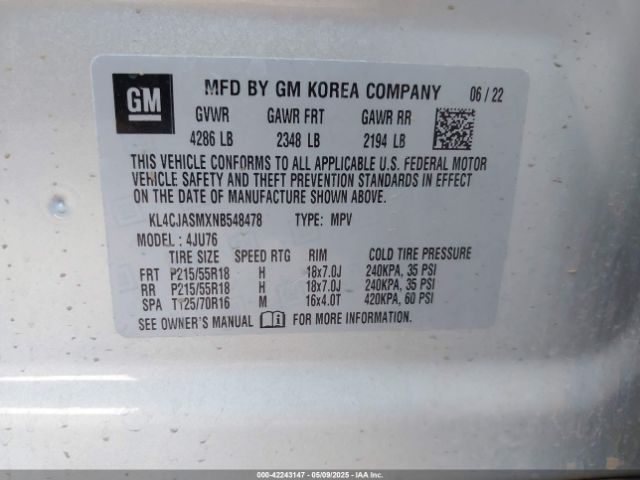 GM
MFD BY GM KOREA COMPANY 06 / 22
GVWR GAWR FRT GAWR RR
4286 LB 2348 LB 2194 LB
THIS VEHICLE CONFORMS TO ALL APPLICABLE U.S. FEDERAL MOTOR
VEHICLE SAFETY AND THEFT PREVENTION STANDARDS IN EFFECT
ON THE DATE OF MANUFACTURE SHOWN ABOVE.
KL4CJASMXNB548478 TYPE: MPV
MODEL : 4JU76
TIRE SIZE SPEED RTG RIM COLD TIRE PRESSURE
FRT P215/55R18 H 18x7.0J 240KPA, 35 PSI
RR P215/55R18 H 18x7.0J 240KPA, 35 PSI
SPA T125/70R16 M 16x4.0T 420KPA, 60 PSI
SEE OWNER'S MANUAL FOR MORE INFORMATION.
000-42243147 - 05/09/2025 - IAA Inc.